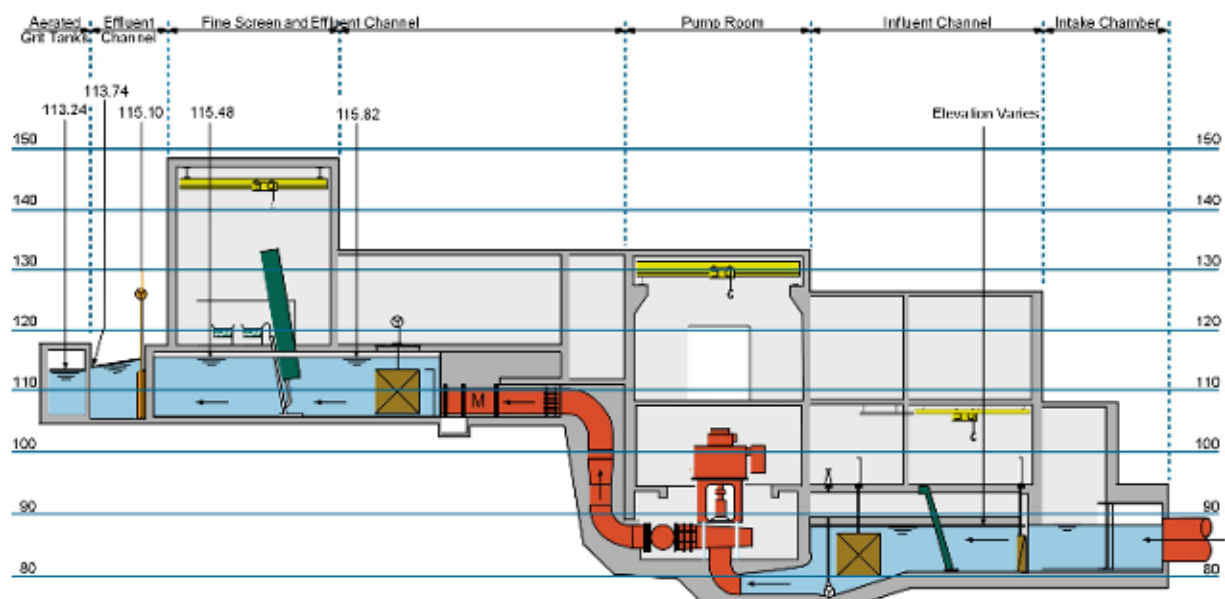 Aerated Grit Tanks
Effluent Channel
Fine Screen and Effluent Channel
Pump Room
Influent Channel
Intake Chamber
113.74
113.24
115.10
115.48
115.82
Elevation Varies
150
150
140
140
130
130
120
120
110
110
M
100
100
90
90
80
80